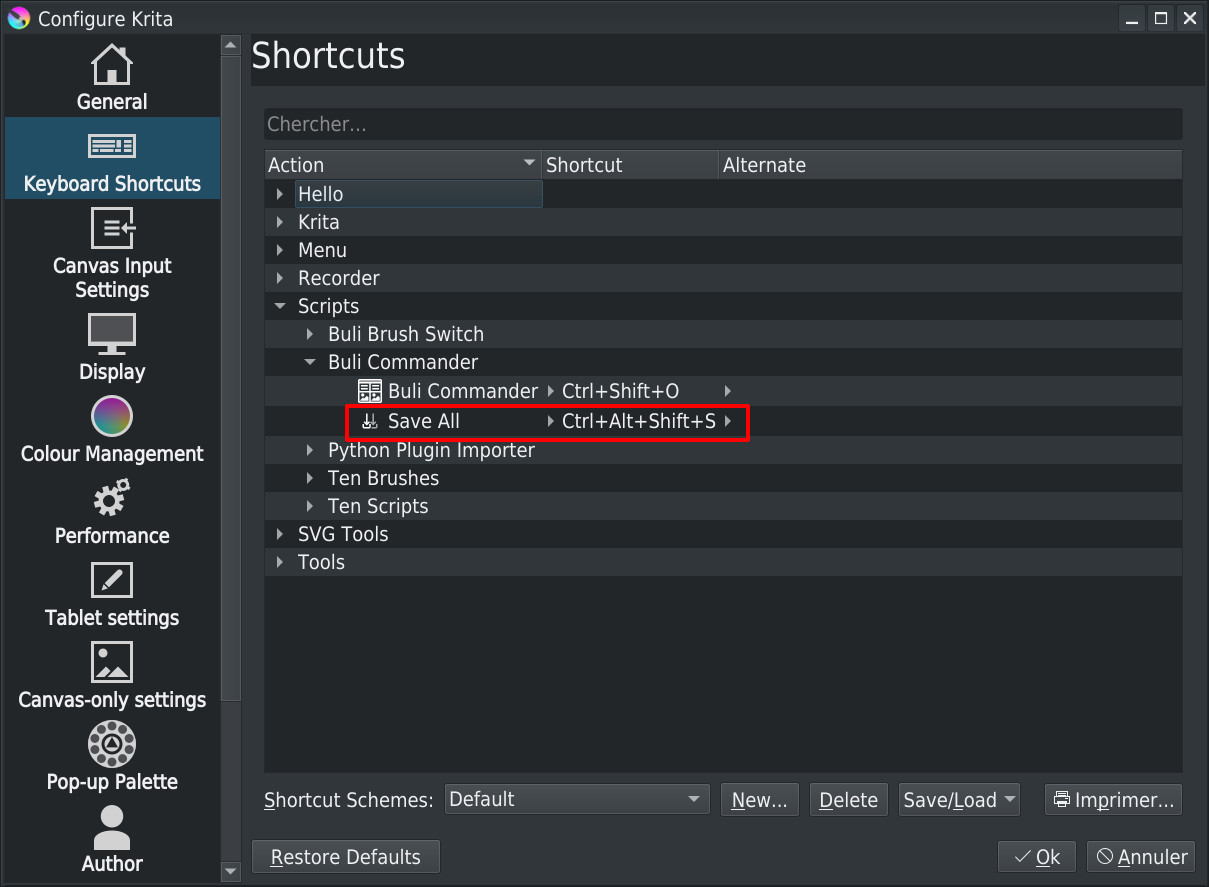 Configure Krita
General
Keyboard Shortcuts
Canvas Input
Settings
Display
Colour Management
Performance
Tablet settings
Canvas-only settings
Pop-up Palette
Author
Shortcuts
Chercher...
Action Shortcut Alternate
Hello
Krita
Menu
Recorder
Scripts
Buli Brush Switch
Buli Commander
Buli Commander Ctrl+Shift+O
Save All Ctrl+Alt+Shift+S
Python Plugin Importer
Ten Brushes
Ten Scripts
SVG Tools
Tools
Shortcut Schemes: Default New... Delete Save/Load Imprimer...
Restore Defaults Ok Annuler